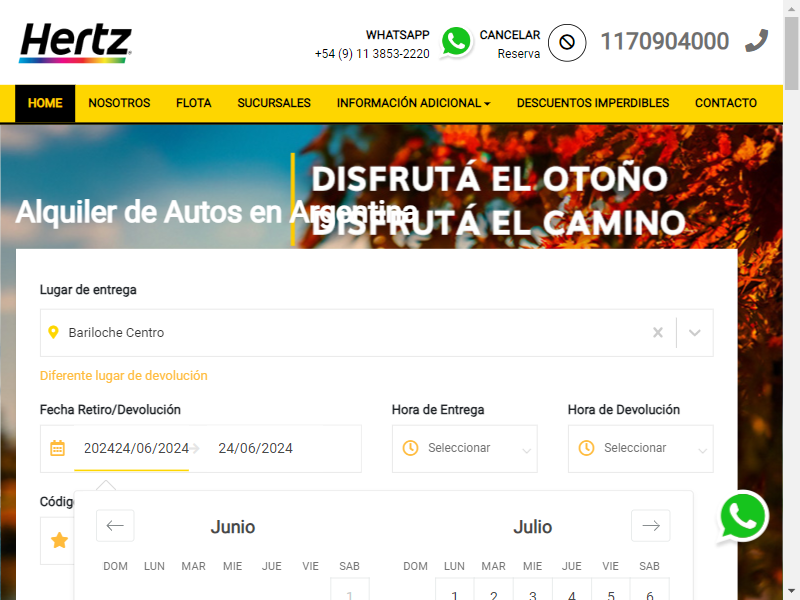 Hertz
WHATSAPP
+54 (9) 11 3853-2220
CANCELAR
Reserva
1170904000
HOME NOSOTROS FLOTA SUCURSALES INFORMACIÓN ADICIONAL DESCUENTOS IMPERDIBLES CONTACTO
DISFRUTÁ EL OTOÑO
Alquiler de Autos en Argentina
DISFRUTÁ EL CAMINO
Lugar de entrega
Bariloche Centro
Diferente lugar de devolución
Fecha Retiro/Devolución
Hora de Entrega
Hora de Devolución
202424/06/2024
24/06/2024
Seleccionar
Seleccionar
Códig
Junio
Julio
DOM LUN MAR MIE JUE VIE SAB
DOM LUN MAR MIE JUE VIE SAB
1
1 2 3 4 5 6